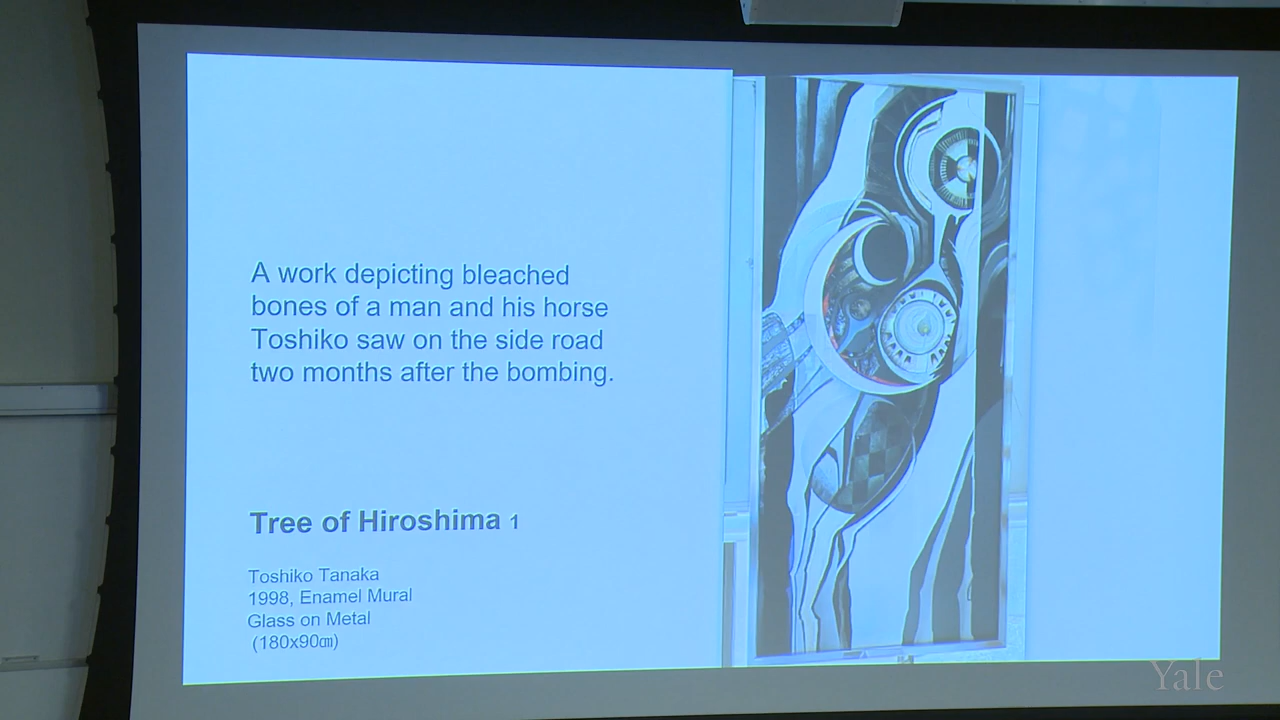 A work depicting bleached
bones of a man and his horse
Toshiko saw on the side road
two months after the bombing.
Tree of Hiroshima 1
Toshiko Tanaka
1998, Enamel Mural
Glass on Metal
(180x90㎝)
Yale